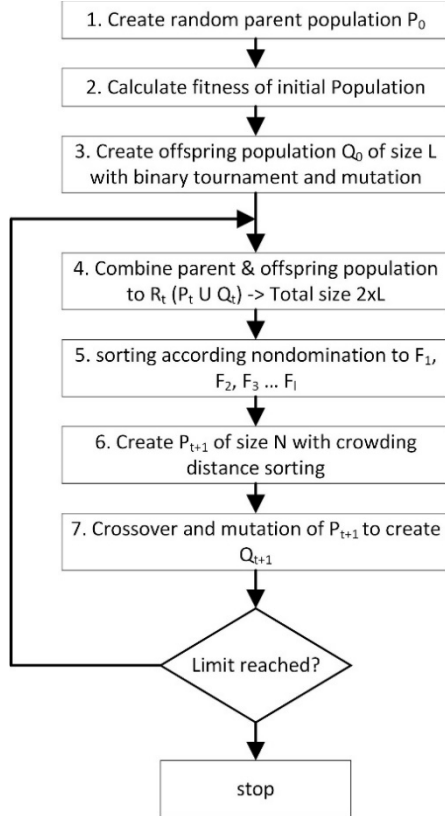 1. Create random parent population P₀
2. Calculate fitness of initial Population
3. Create offspring population Q₀ of size L
with binary tournament and mutation
4. Combine parent & offspring population
to Rₜ (Pₜ U Qₜ) -> Total size 2xL
5. sorting according nondomination to F₁,
F₂, F₃ ... Fₗ
6. Create Pₜ₊₁ of size N with crowding
distance sorting
7. Crossover and mutation of Pₜ₊₁ to create
Qₜ₊₁
Limit reached?
stop